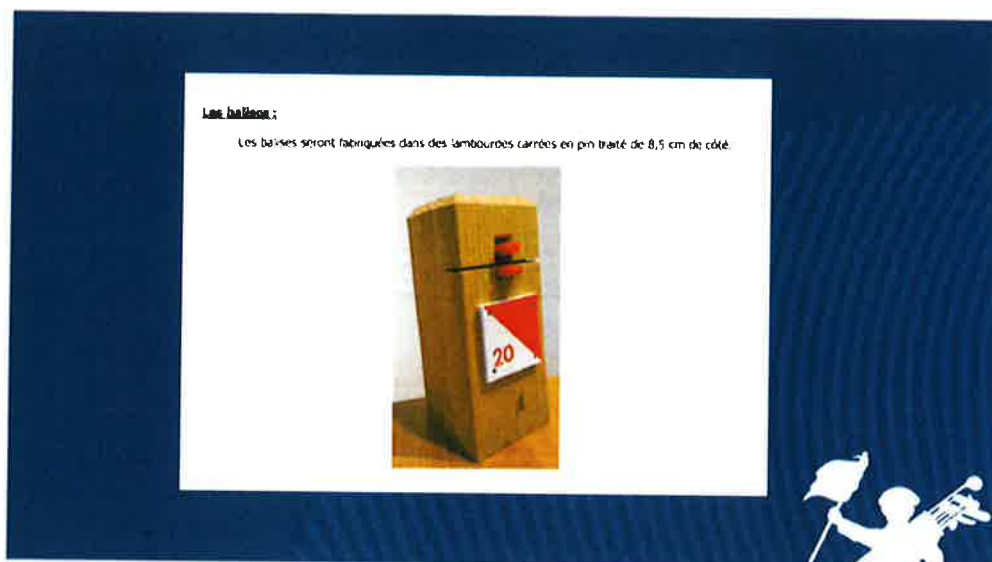 Les balises :
Les balises seront fabriquées dans des lambourdes carrées en pin traité de 8,5 cm de côté.
20